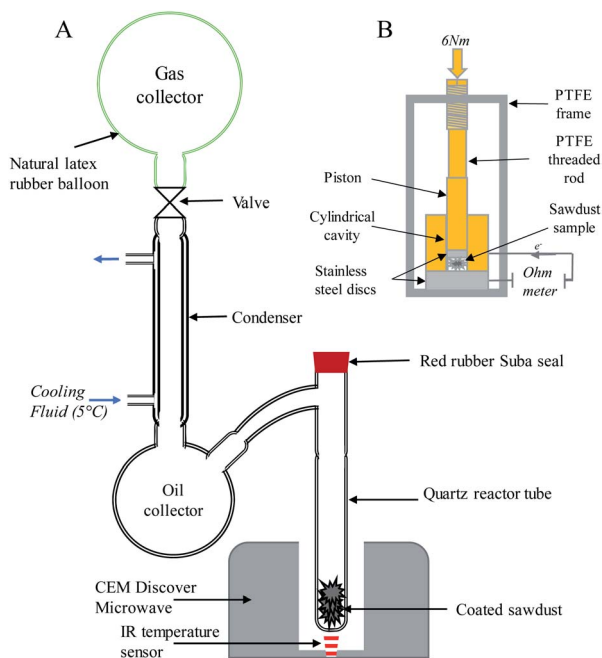 A
Gas
collector
Natural latex
rubber balloon
Valve
Condenser
Cooling
Fluid (5°C)
Oil
collector
Red rubber Suba seal
Quartz reactor tube
CEM Discover
Microwave
Coated sawdust
IR temperature
sensor
B
6Nm
PTFE
frame
PTFE
threaded
rod
Piston
Sawdust
sample
Cylindrical
cavity
e-
Stainless
steel discs
Ohm
meter